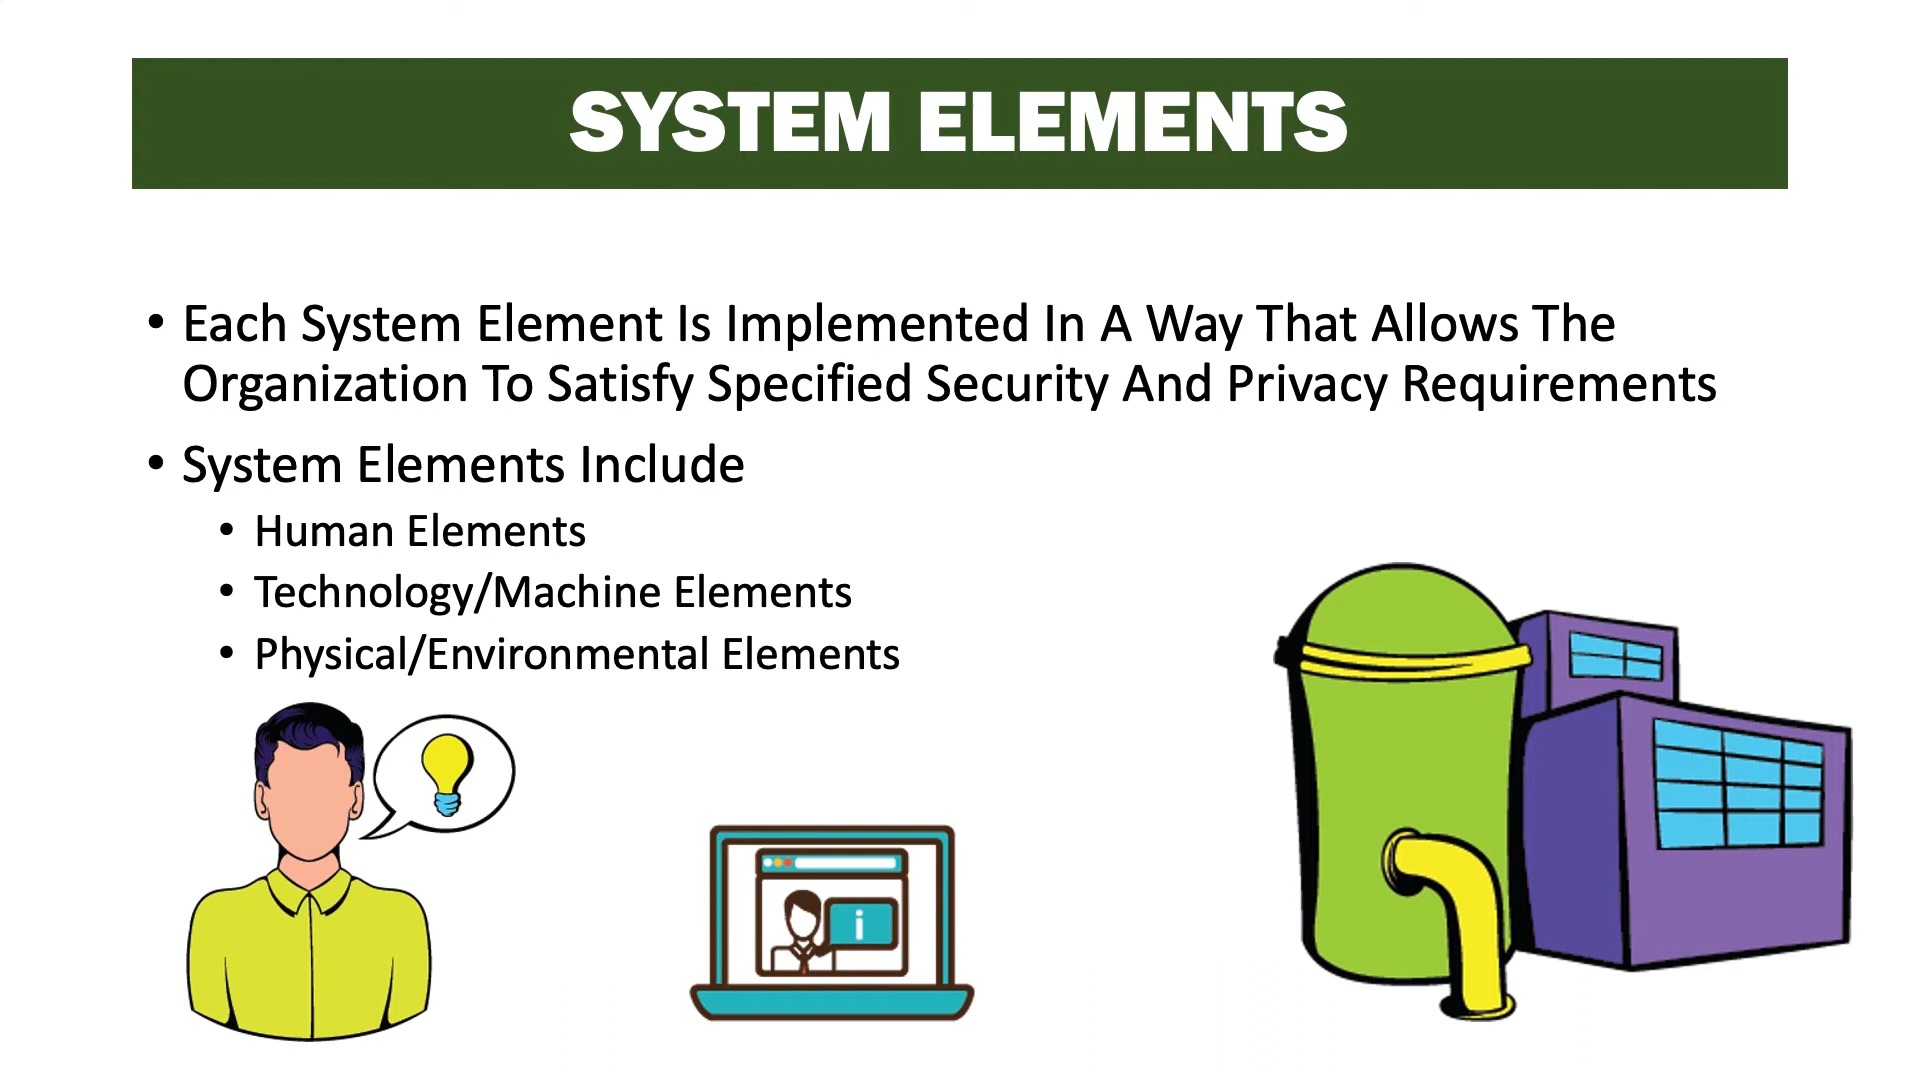 SYSTEM ELEMENTS
• Each System Element Is Implemented In A Way That Allows The
Organization To Satisfy Specified Security And Privacy Requirements
• System Elements Include
• Human Elements
• Technology/Machine Elements
• Physical/Environmental Elements
i